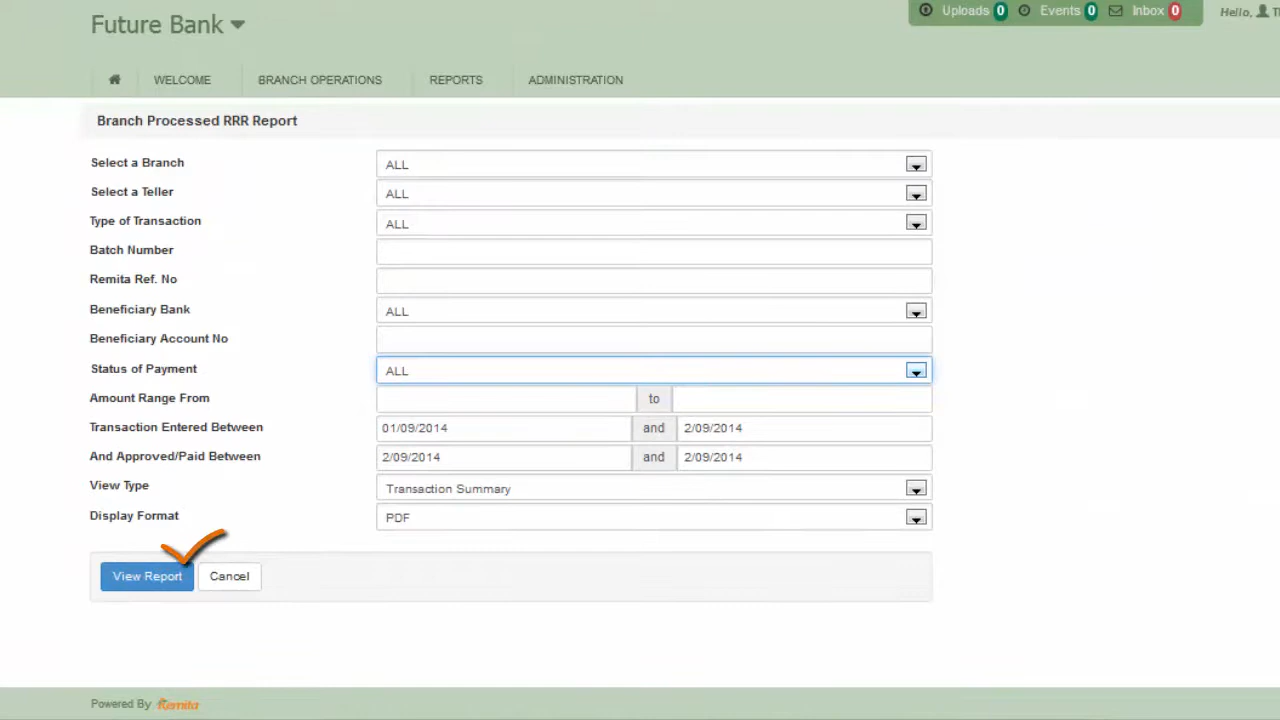 Future Bank
Uploads 0 Events 0 Inbox 0 Hello,
WELCOME BRANCH OPERATIONS REPORTS ADMINISTRATION
Branch Processed RRR Report
Select a Branch ALL
Select a Teller ALL
Type of Transaction ALL
Batch Number
Remita Ref. No
Beneficiary Bank ALL
Beneficiary Account No
Status of Payment ALL
Amount Range From to
Transaction Entered Between 01/09/2014 and 2/09/2014
And Approved/Paid Between 2/09/2014 and 2/09/2014
View Type Transaction Summary
Display Format PDF
View Report Cancel
Powered By Remita